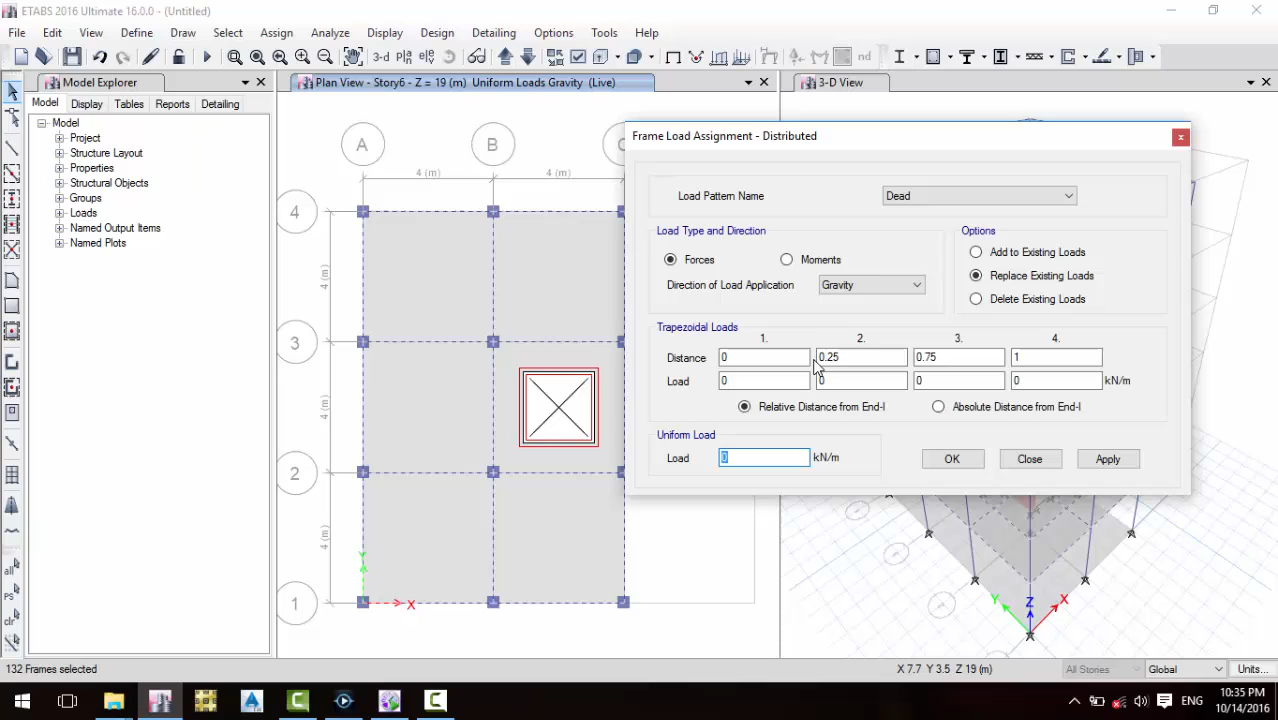 ETABS 2016 Ultimate 16.0.0 - (Untitled)
File Edit View Define Draw Select Assign Analyze Display Design Detailing Options Tools Help
3-d
nd
Model Explorer
Model Display Tables Reports Detailing
Model
Project
Structure Layout
Properties
Structural Objects
Groups
Loads
Named Output Items
Named Plots
all
PS
clr
Plan View - Story6 - Z = 19 (m) Uniform Loads Gravity (Live)
A B C
4 (m) 4 (m)
4
4 (m)
3
4 (m)
2
4 (m)
1
Y
X
3-D View
Y Z X
Frame Load Assignment - Distributed
Load Pattern Name Dead
Load Type and Direction
Forces Moments
Direction of Load Application Gravity
Options
Add to Existing Loads
Replace Existing Loads
Delete Existing Loads
Trapezoidal Loads
1. 2. 3. 4.
Distance 0 0.25 0.75 1
Load 0 0 0 0 kN/m
Relative Distance from End-I Absolute Distance from End-I
Uniform Load
Load 0 kN/m
OK Close Apply
132 Frames selected
X 7.7 Y 3.5 Z 19 (m)
All Stories
Global
Units...
ENG
10:35 PM
10/14/2016